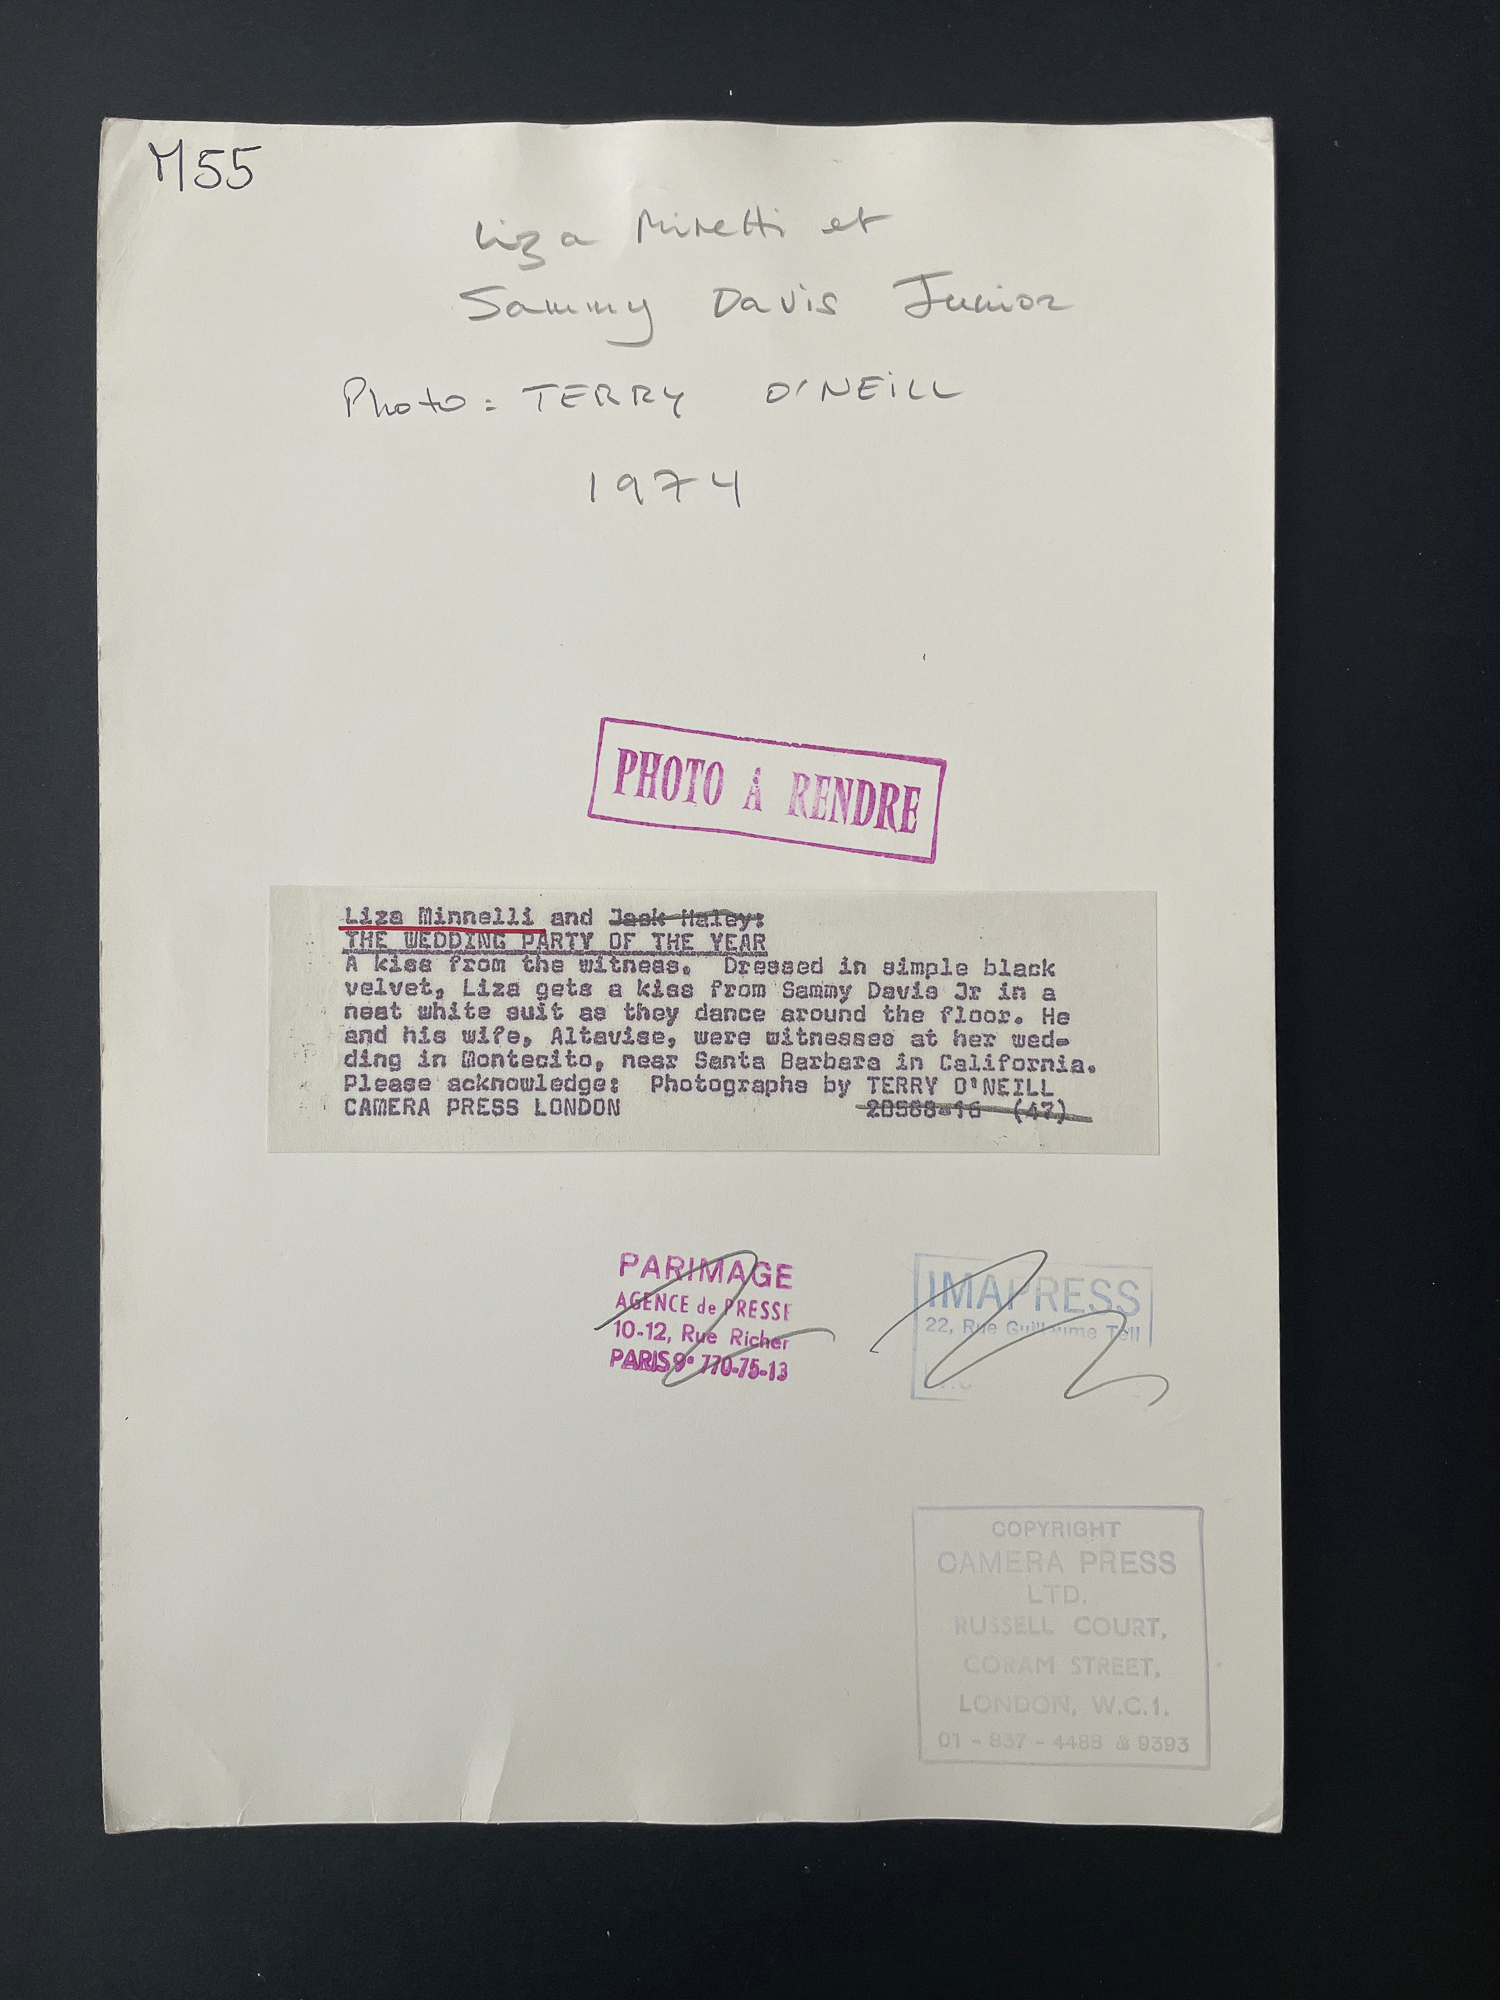 M55
Liza Minetti et
Sammy Davis Junior
Photo: TERRY O'NEILL
1974
PHOTO À RENDRE
Liza Minnelli and Jack Haley:
THE WEDDING PARTY OF THE YEAR
A kiss from the witness. Dressed in simple black
velvet, Liza gets a kiss from Sammy Davis Jr in a
neat white suit as they dance around the floor. He
and his wife, Altavise, were witnesses at her wed-
ding in Montecito, near Santa Barbara in California.
Please acknowledge: Photographs by TERRY O'NEILL
CAMERA PRESS LONDON 20568-16 (47)
PARIMAGE
AGENCE de PRESSE
10-12, Rue Richer
PARIS 9e 770-75-13
IMAPRESS
22, Rue Guillaume Tell
COPYRIGHT
CAMERA PRESS
LTD.
RUSSELL COURT,
CORAM STREET,
LONDON, W.C.1.
01 - 837 - 4488 & 9393